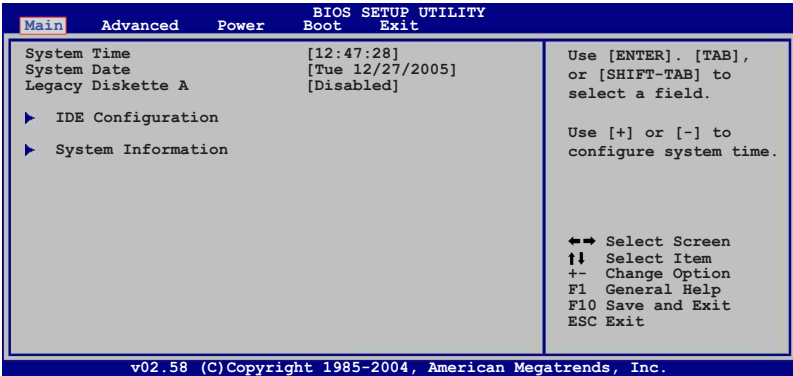 BIOS SETUP UTILITY
Main Advanced Power Boot Exit
System Time [12:47:28]
System Date [Tue 12/27/2005]
Legacy Diskette A [Disabled]
IDE Configuration
System Information
Use [ENTER]. [TAB],
or [SHIFT-TAB] to
select a field.
Use [+] or [-] to
configure system time.
←→ Select Screen
↑↓ Select Item
+- Change Option
F1 General Help
F10 Save and Exit
ESC Exit
v02.58 (C)Copyright 1985-2004, American Megatrends, Inc.